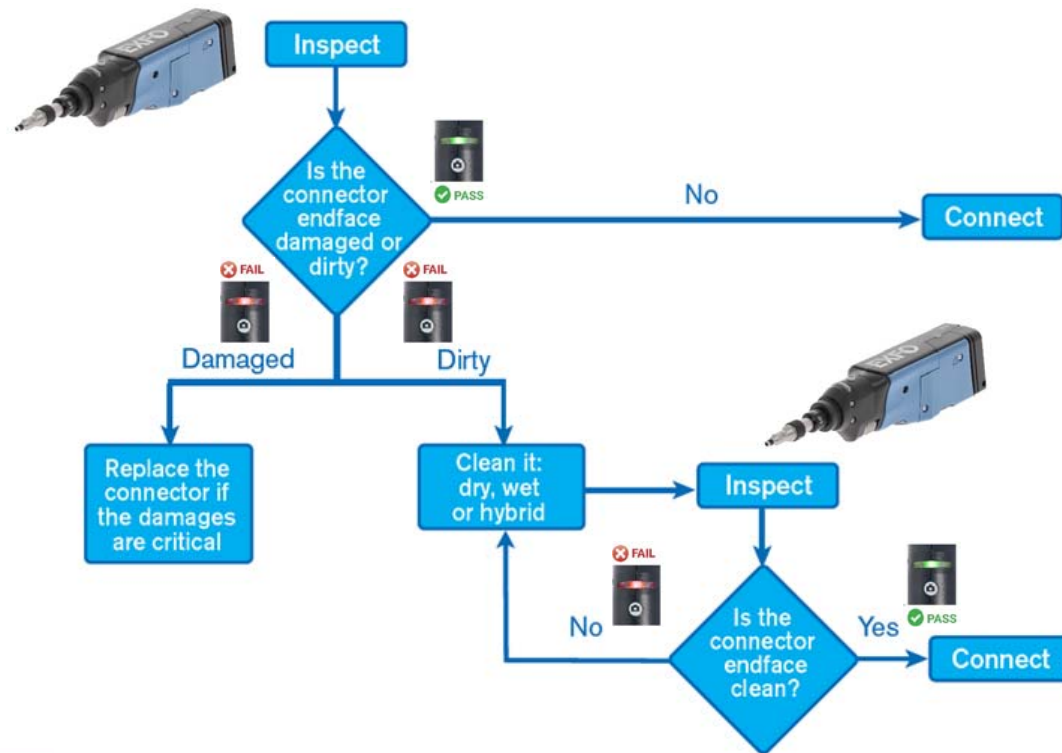 EXFO
Inspect
Is the
connector
endface
damaged or
dirty?
PASS
No
Connect
FAIL
FAIL
Damaged
Dirty
Replace the
connector if
the damages
are critical
Clean it:
dry, wet
or hybrid
EXFO
Inspect
FAIL
No
Is the
connector
endface
clean?
PASS
Yes
Connect